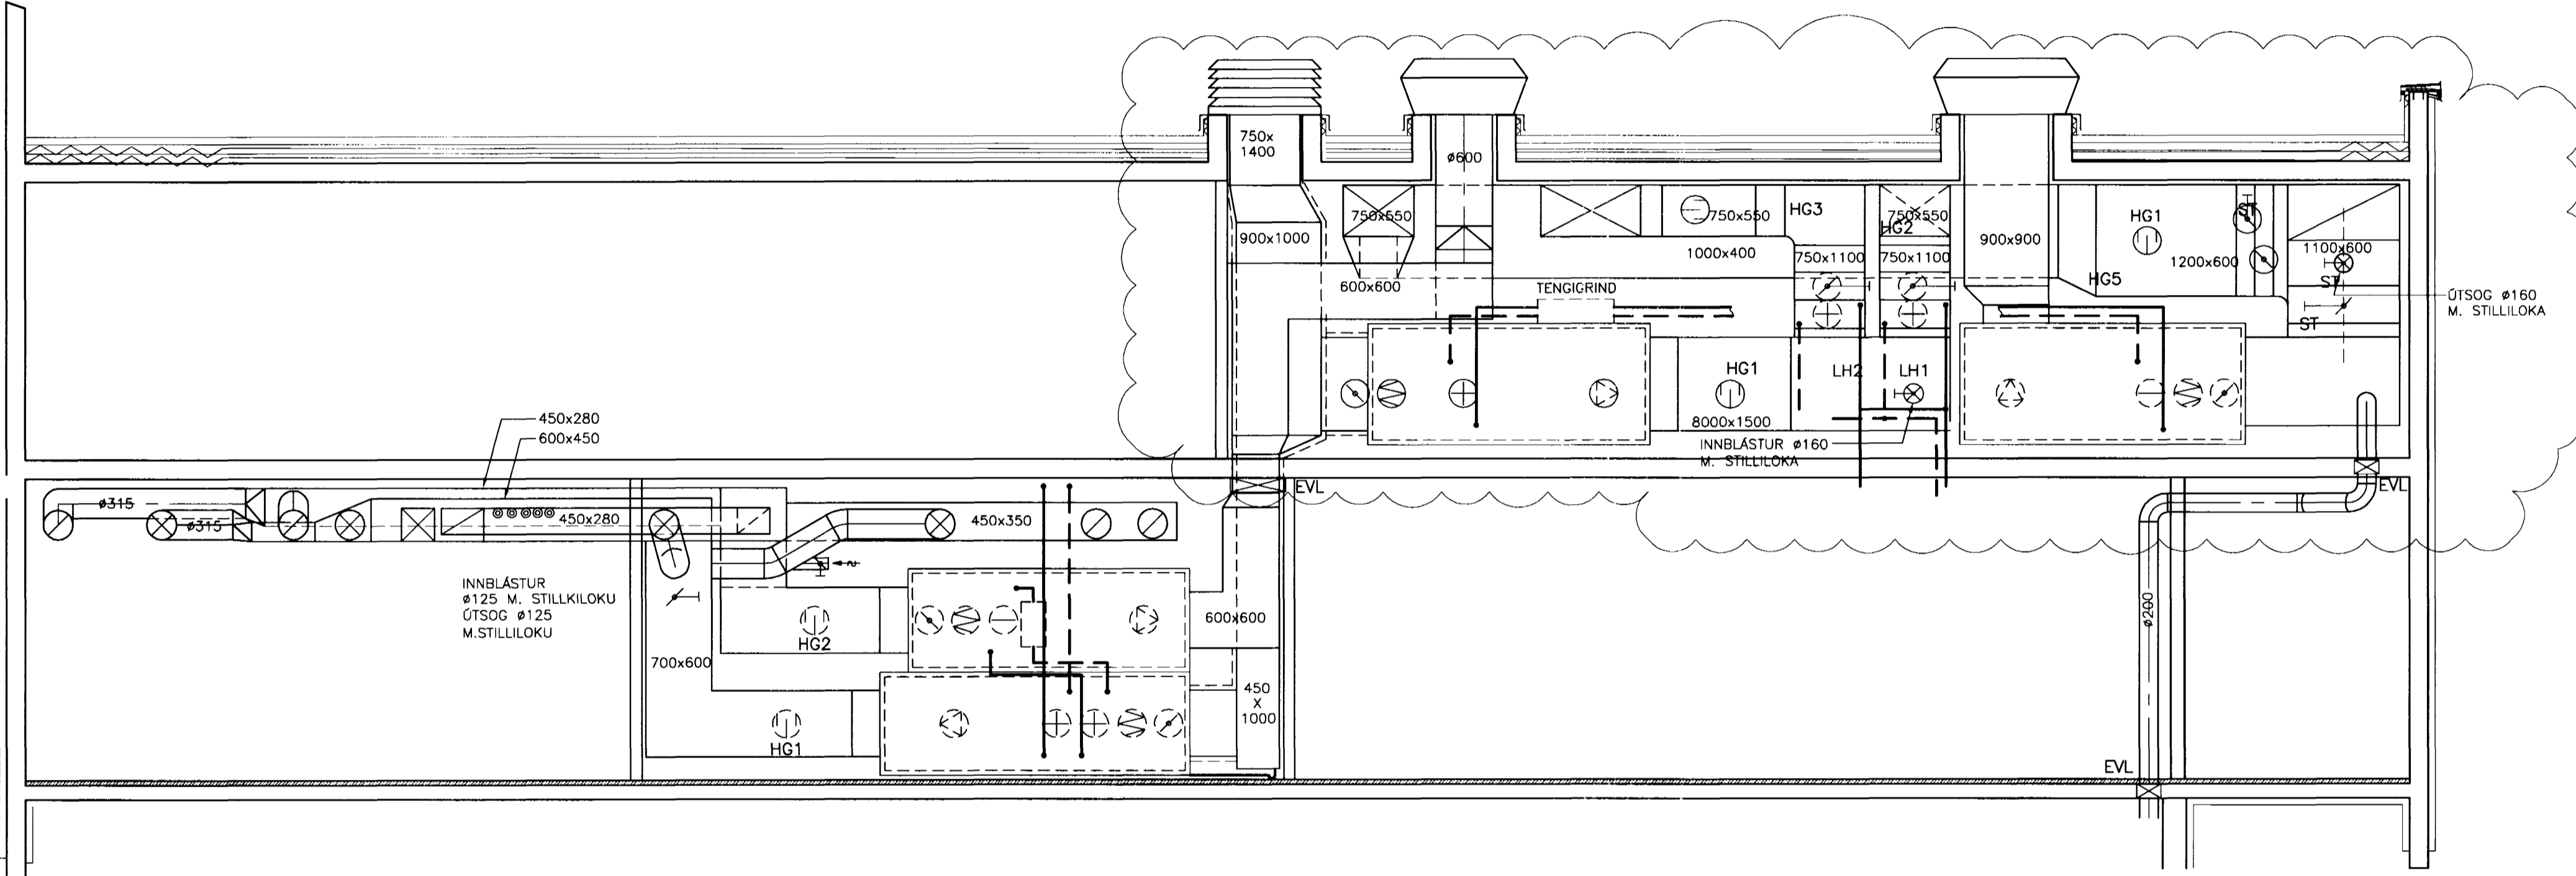 750x
1400
ø600
750x550
750x550
HG3
750x550
HG2
HG1
ST
900x1000
900x900
1000x400
750x1100
750x1100
1200x600
1100x600
HG5
ST
600x600
TENGIGRIND
ST
ÚTSOG ø160
M. STILLILOKA
HG1
LH2
LH1
8000x1500
INNBLÁSTUR ø160
M. STILLILOKA
450x280
600x450
EVL
EVL
ø315
ø315
450x280
450x350
INNBLÁSTUR
ø125 M. STILLKILOKU
ÚTSOG ø125
M.STILLILOKU
HG2
600x600
ø200
700x600
450
X
1000
HG1
EVL